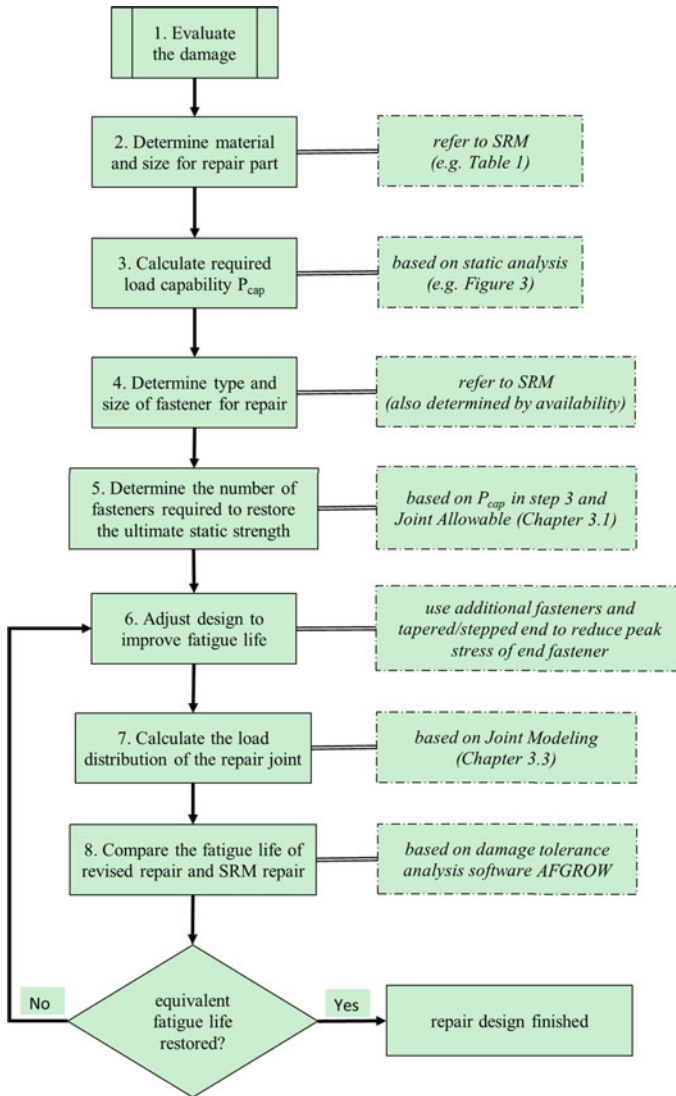 1. Evaluate
the damage
2. Determine material
and size for repair part
refer to SRM
(e.g. Table 1)
3. Calculate required
load capability Pcap
based on static analysis
(e.g. Figure 3)
4. Determine type and
size of fastener for repair
refer to SRM
(also determined by availability)
5. Determine the number of
fasteners required to restore
the ultimate static strength
based on Pcap in step 3 and
Joint Allowable (Chapter 3.1)
6. Adjust design to
improve fatigue life
use additional fasteners and
tapered/stepped end to reduce peak
stress of end fastener
7. Calculate the load
distribution of the repair joint
based on Joint Modeling
(Chapter 3.3)
8. Compare the fatigue life of
revised repair and SRM repair
based on damage tolerance
analysis software AFGROW
No
equivalent
fatigue life
restored?
Yes
repair design finished